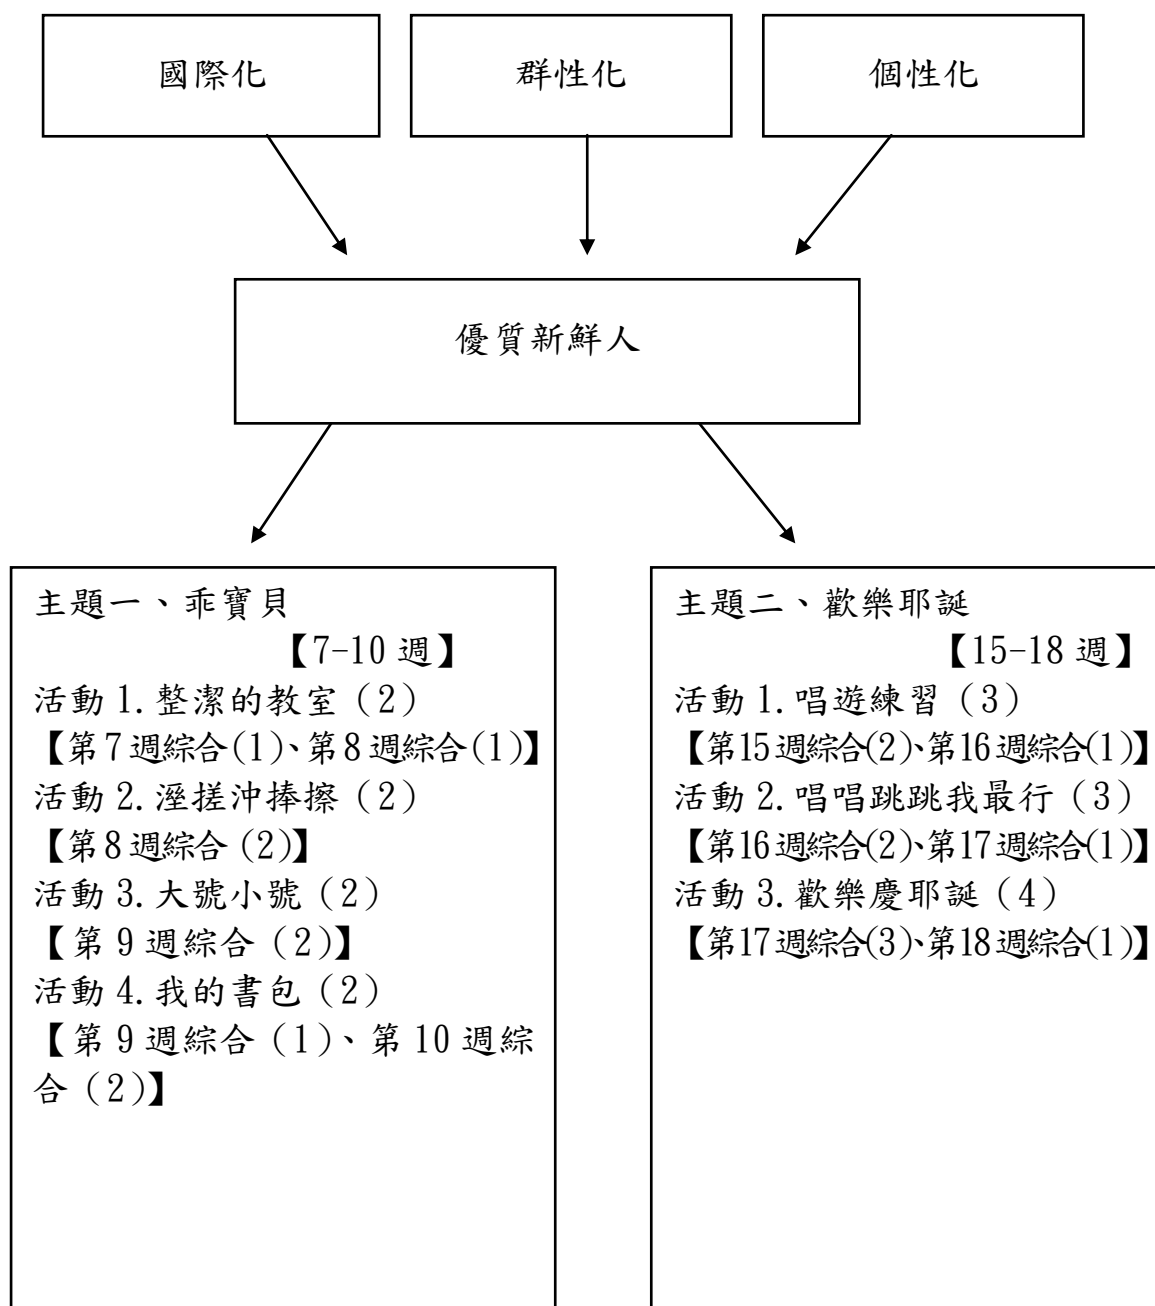 國際化
群性化
個性化
優質新鮮人
主題一、乖寶貝
【7-10 週】
活動 1.整潔的教室（2）
【第7週綜合(1)、第8週綜合(1)】
活動 2.溼搓沖捧擦（2）
【第8週綜合（2)】
活動 3.大號小號（2）
【第 9 週綜合（2)】
活動 4.我的書包（2）
【第 9 週綜合（1)、第 10 週綜
合（2)】
主題二、歡樂耶誕
【15-18 週】
活動 1.唱遊練習（3）
【第15週綜合(2)、第16週綜合(1)】
活動 2.唱唱跳跳我最行（3）
【第16週綜合(2)、第17週綜合(1)】
活動 3.歡樂慶耶誕（4）
【第17週綜合(3)、第18週綜合(1)】